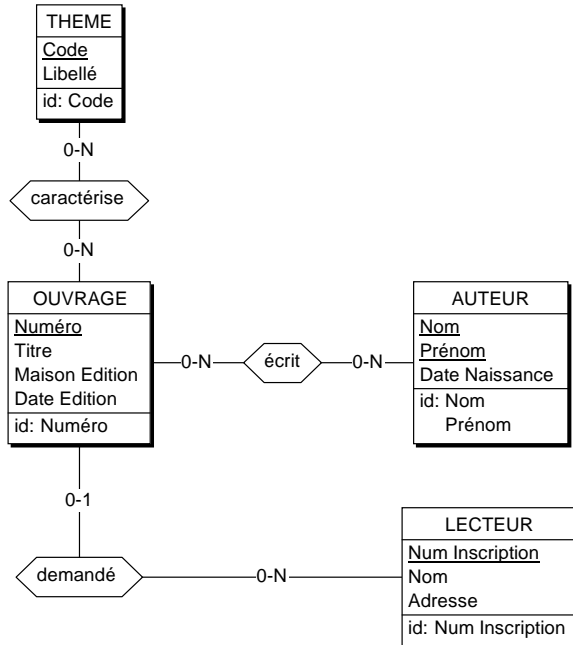 THEME
Code
Libellé
id: Code
0-N
caractérise
0-N
OUVRAGE
Numéro
Titre
Maison Edition
Date Edition
id: Numéro
0-N
écrit
0-N
AUTEUR
Nom
Prénom
Date Naissance
id: Nom
Prénom
0-1
demandé
0-N
LECTEUR
Num Inscription
Nom
Adresse
id: Num Inscription